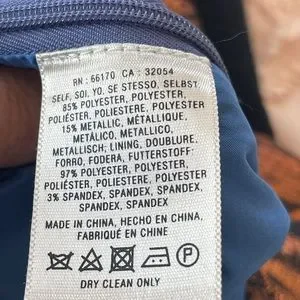 RN : 66170 CA : 32054
SELF, SOI, YO, SE STESSO, SELBST
85% POLYESTER, POLYESTER,
POLIÉSTER, POLIESTERE, POLYESTER,
15% METALLIC, MÉTALLIQUE,
METÁLICO, METALLICO,
METALLISCH; LINING, DOUBLURE,
FORRO, FODERA, FUTTERSTOFF:
97% POLYESTER, POLYESTER,
POLIÉSTER, POLIESTERE, POLYESTER
3% SPANDEX, SPANDEX, SPANDEX,
SPANDEX, SPANDEX
MADE IN CHINA, HECHO EN CHINA,
FABRIQUÉ EN CHINE
P
DRY CLEAN ONLY